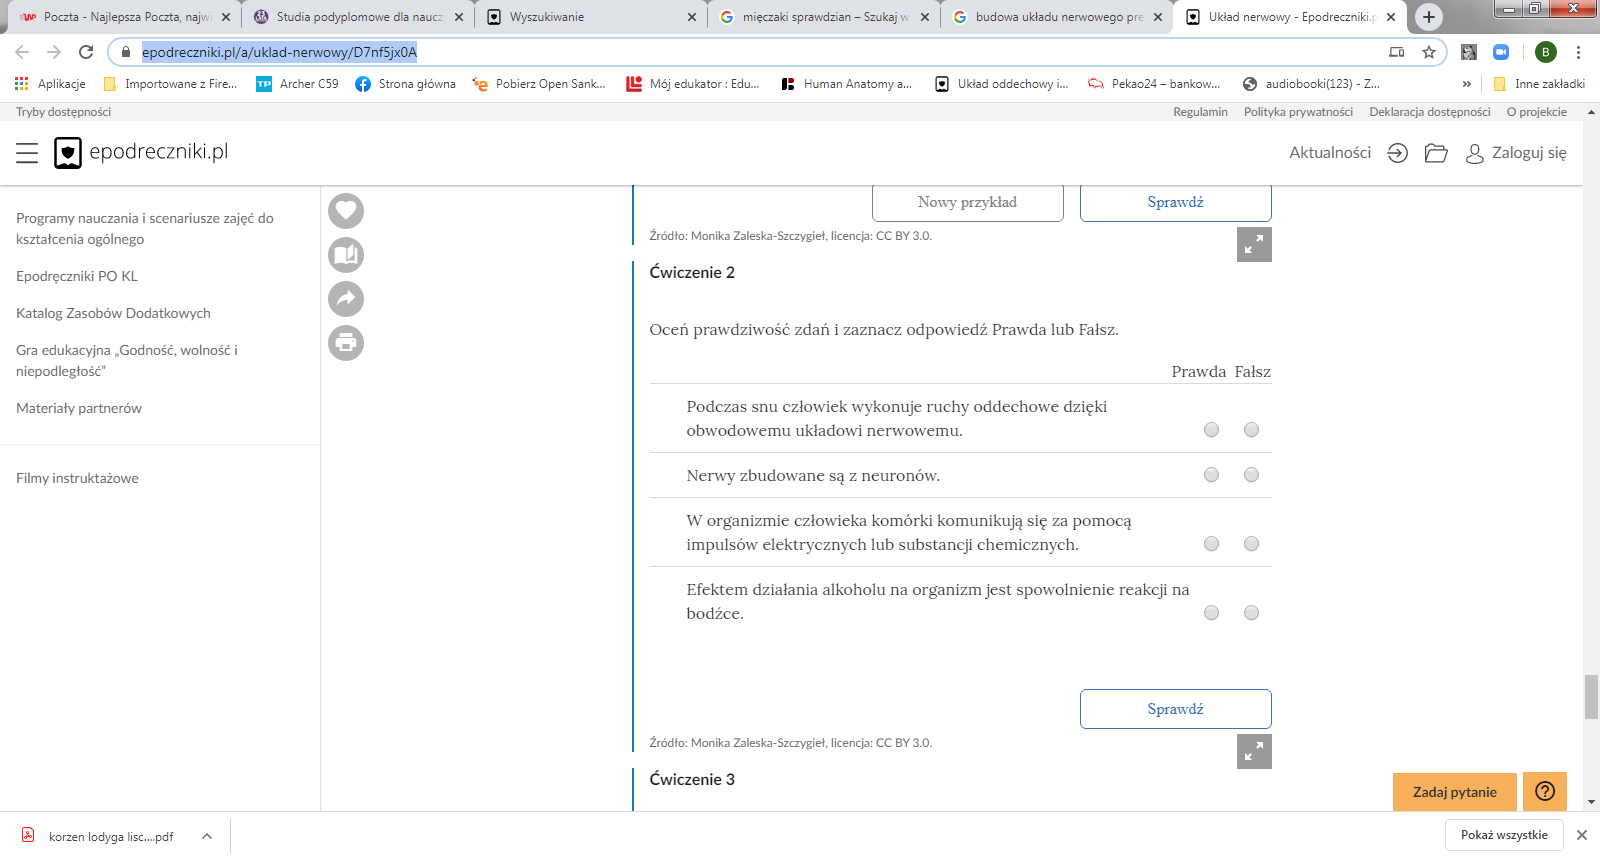 Poczta - Najlepsza Poczta, najwi
Studia podyplomowe dla nauczy
Wyszukiwanie
mięczaki sprawdzian – Szukaj w
budowa układu nerwowego pre
Układ nerwowy - Epodreczniki.p
epodreczniki.pl/a/uklad-nerwowy/D7nf5jx0A
B
Aplikacje
Importowane z Fire...
TP
Archer C59
Strona główna
Pobierz Open Sank...
Mój edukator : Edu...
Human Anatomy a...
Układ oddechowy i...
Pekao24 – bankow...
audiobooki(123) - Z...
»
Inne zakładki
Tryby dostępności
Regulamin
Polityka prywatności
Deklaracja dostępności
O projekcie
epodreczniki.pl
Aktualności
Zaloguj się
Programy nauczania i scenariusze zajęć do
kształcenia ogólnego
Epodręczniki PO KL
Katalog Zasobów Dodatkowych
Gra edukacyjna „Godność, wolność i
niepodległość”
Materiały partnerów
Filmy instruktażowe
Nowy przykład
Sprawdź
Źródło: Monika Zaleska-Szczygieł, licencja: CC BY 3.0.
Ćwiczenie 2
Oceń prawdziwość zdań i zaznacz odpowiedź Prawda lub Fałsz.
Prawda Fałsz
Podczas snu człowiek wykonuje ruchy oddechowe dzięki
obwodowemu układowi nerwowemu.
Nerwy zbudowane są z neuronów.
W organizmie człowieka komórki komunikują się za pomocą
impulsów elektrycznych lub substancji chemicznych.
Efektem działania alkoholu na organizm jest spowolnienie reakcji na
bodźce.
Sprawdź
Źródło: Monika Zaleska-Szczygieł, licencja: CC BY 3.0.
Ćwiczenie 3
Zadaj pytanie
korzen lodyga lisc....pdf
Pokaż wszystkie